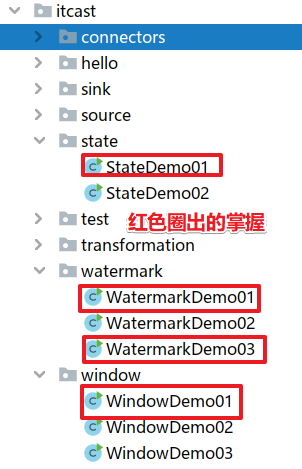 itcast
connectors
hello
sink
source
state
StateDemo01
StateDemo02
test 红色圈出的掌握
transformation
watermark
WatermarkDemo01
WatermarkDemo02
WatermarkDemo03
window
WindowDemo01
WindowDemo02
WindowDemo03